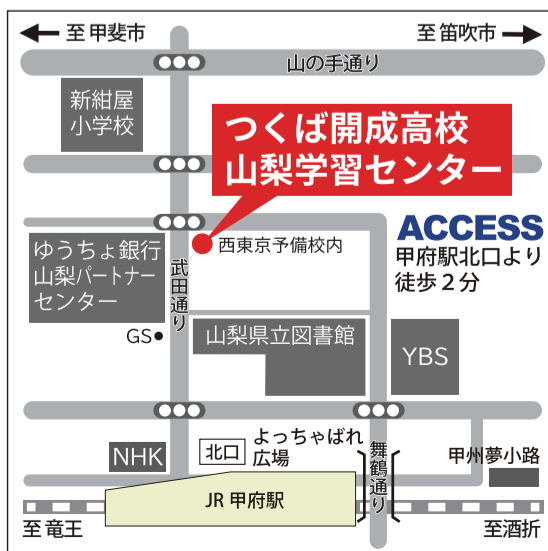 至甲斐市
至笛吹市
山の手通り
新紺屋
小学校
つくば開成高校
山梨学習センター
ACCESS
甲府駅北口より
徒歩2分
西東京予備校内
ゆうちょ銀行
山梨パートナー
センター
武田通り
GS
山梨県立図書館
YBS
NHK
北口
よっちゃばれ
広場
舞鶴通り
甲州夢小路
JR 甲府駅
至竜王
至酒折